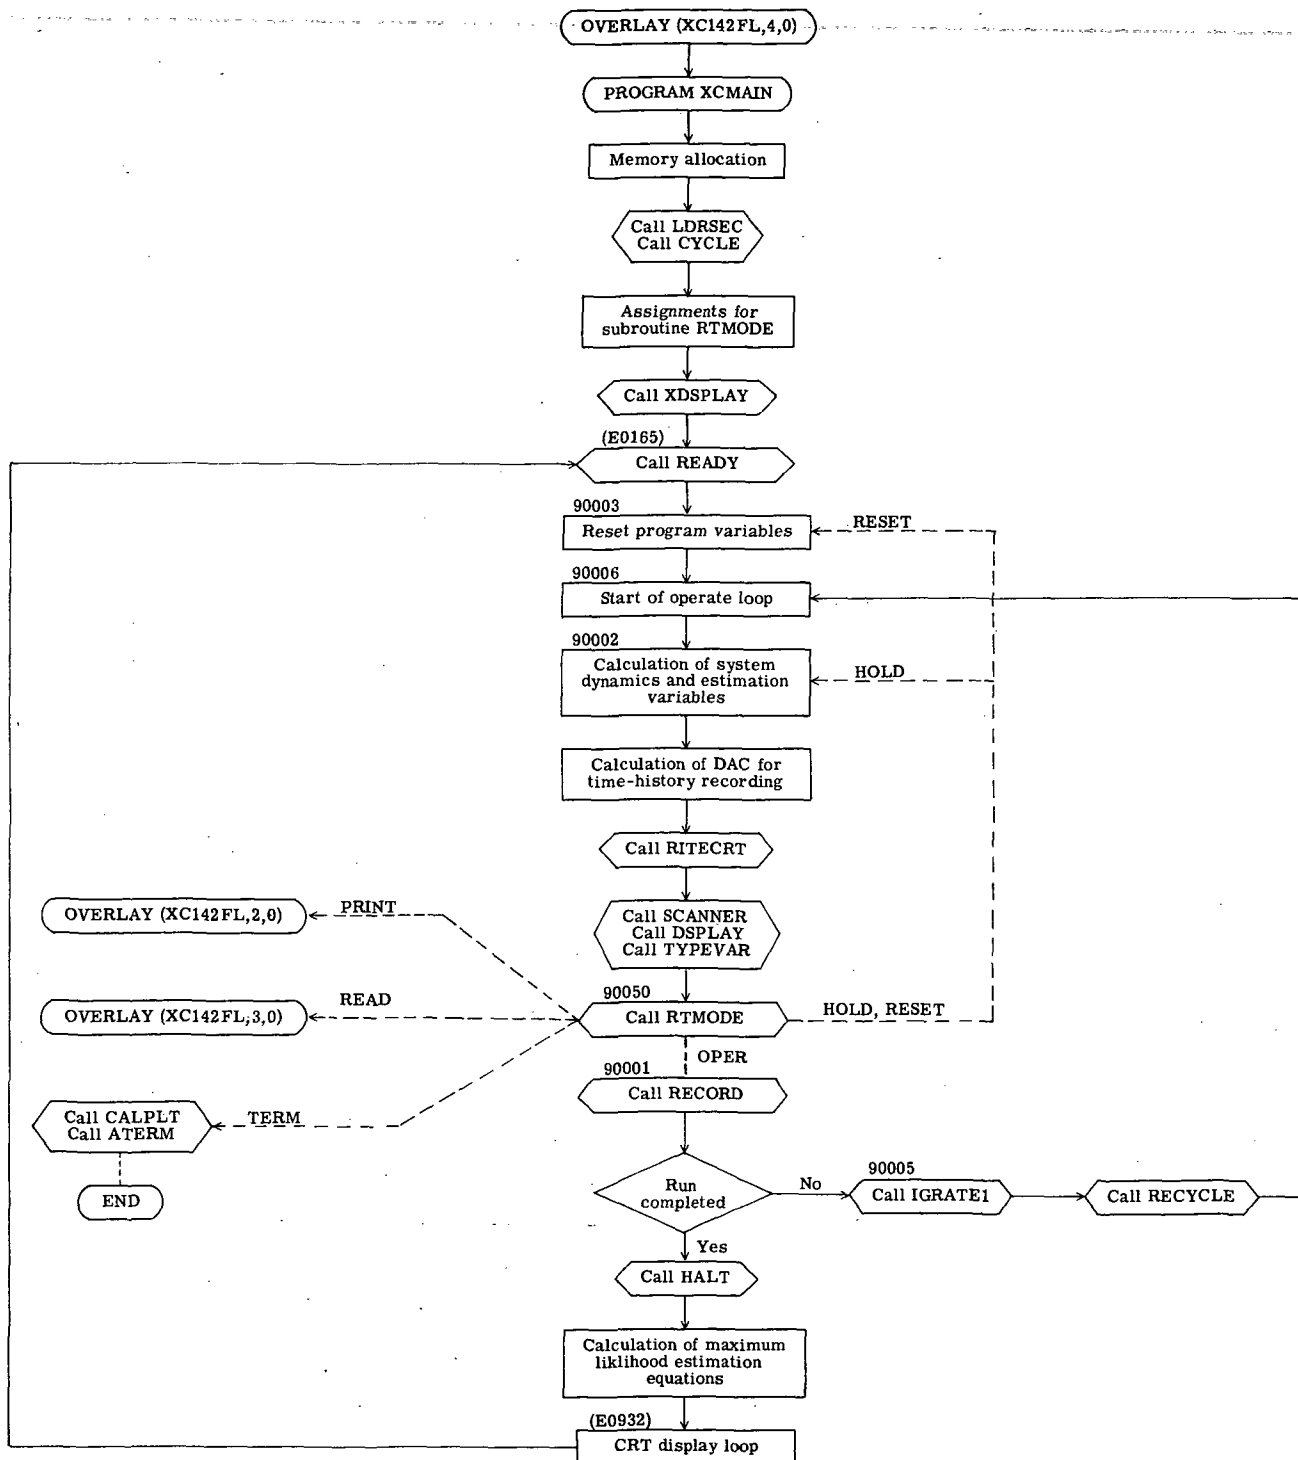 OVERLAY (XC142FL,4,0)
PROGRAM XCMAIN
Memory allocation
Call LDRSEC
Call CYCLE
Assignments for
subroutine RTMODE
Call XDSPLAY
(E0165)
Call READY
90003
Reset program variables
RESET
90006
Start of operate loop
90002
Calculation of system
dynamics and estimation
variables
HOLD
Calculation of DAC for
time-history recording
Call RITECRT
OVERLAY (XC142FL,2,0)
PRINT
Call SCANNER
Call DSPLAY
Call TYPEVAR
OVERLAY (XC142FL,3,0)
READ
90050
Call RTMODE
HOLD, RESET
OPER
90001
Call RECORD
Call CALPLT
Call ATERM
TERM
END
Run
completed
No
90005
Call IGRATE1
Call RECYCLE
Yes
Call HALT
Calculation of maximum
liklihood estimation
equations
(E0932)
CRT display loop